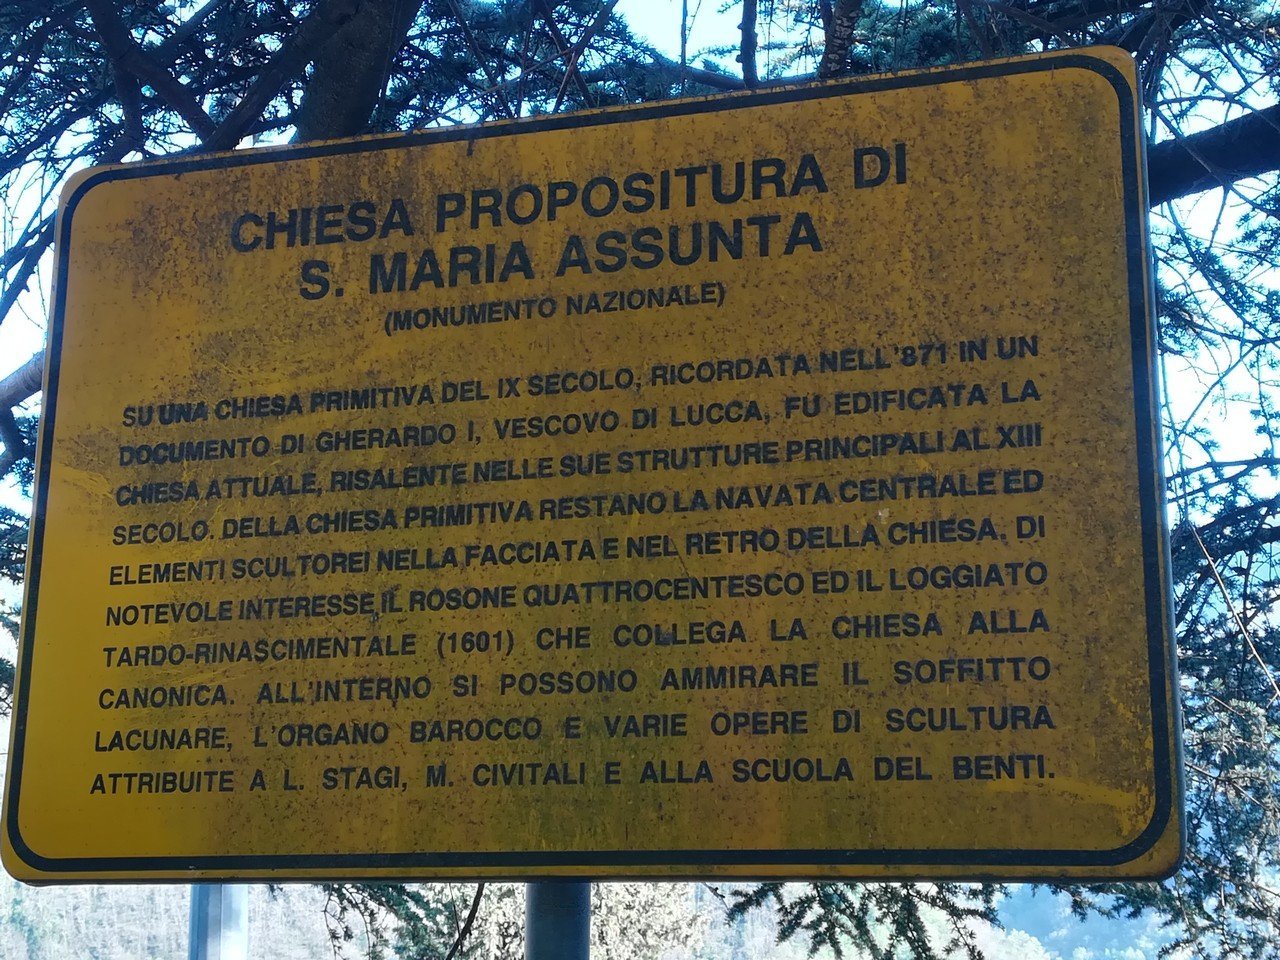 CHIESA PROPOSITURA DI
S. MARIA ASSUNTA
(MONUMENTO NAZIONALE)
SU UNA CHIESA PRIMITIVA DEL IX SECOLO, RICORDATA NELL'871 IN UN
DOCUMENTO DI GHERARDO I, VESCOVO DI LUCCA, FU EDIFICATA LA
CHIESA ATTUALE, RISALENTE NELLE SUE STRUTTURE PRINCIPALI AL XIII
SECOLO. DELLA CHIESA PRIMITIVA RESTANO LA NAVATA CENTRALE ED
ELEMENTI SCULTOREI NELLA FACCIATA E NEL RETRO DELLA CHIESA. DI
NOTEVOLE INTERESSE IL ROSONE QUATTROCENTESCO ED IL LOGGIATO
TARDO-RINASCIMENTALE (1601) CHE COLLEGA LA CHIESA ALLA
CANONICA. ALL'INTERNO SI POSSONO AMMIRARE IL SOFFITTO
LACUNARE, L'ORGANO BAROCCO E VARIE OPERE DI SCULTURA
ATTRIBUITE A L. STAGI, M. CIVITALI E ALLA SCUOLA DEL BENTI.